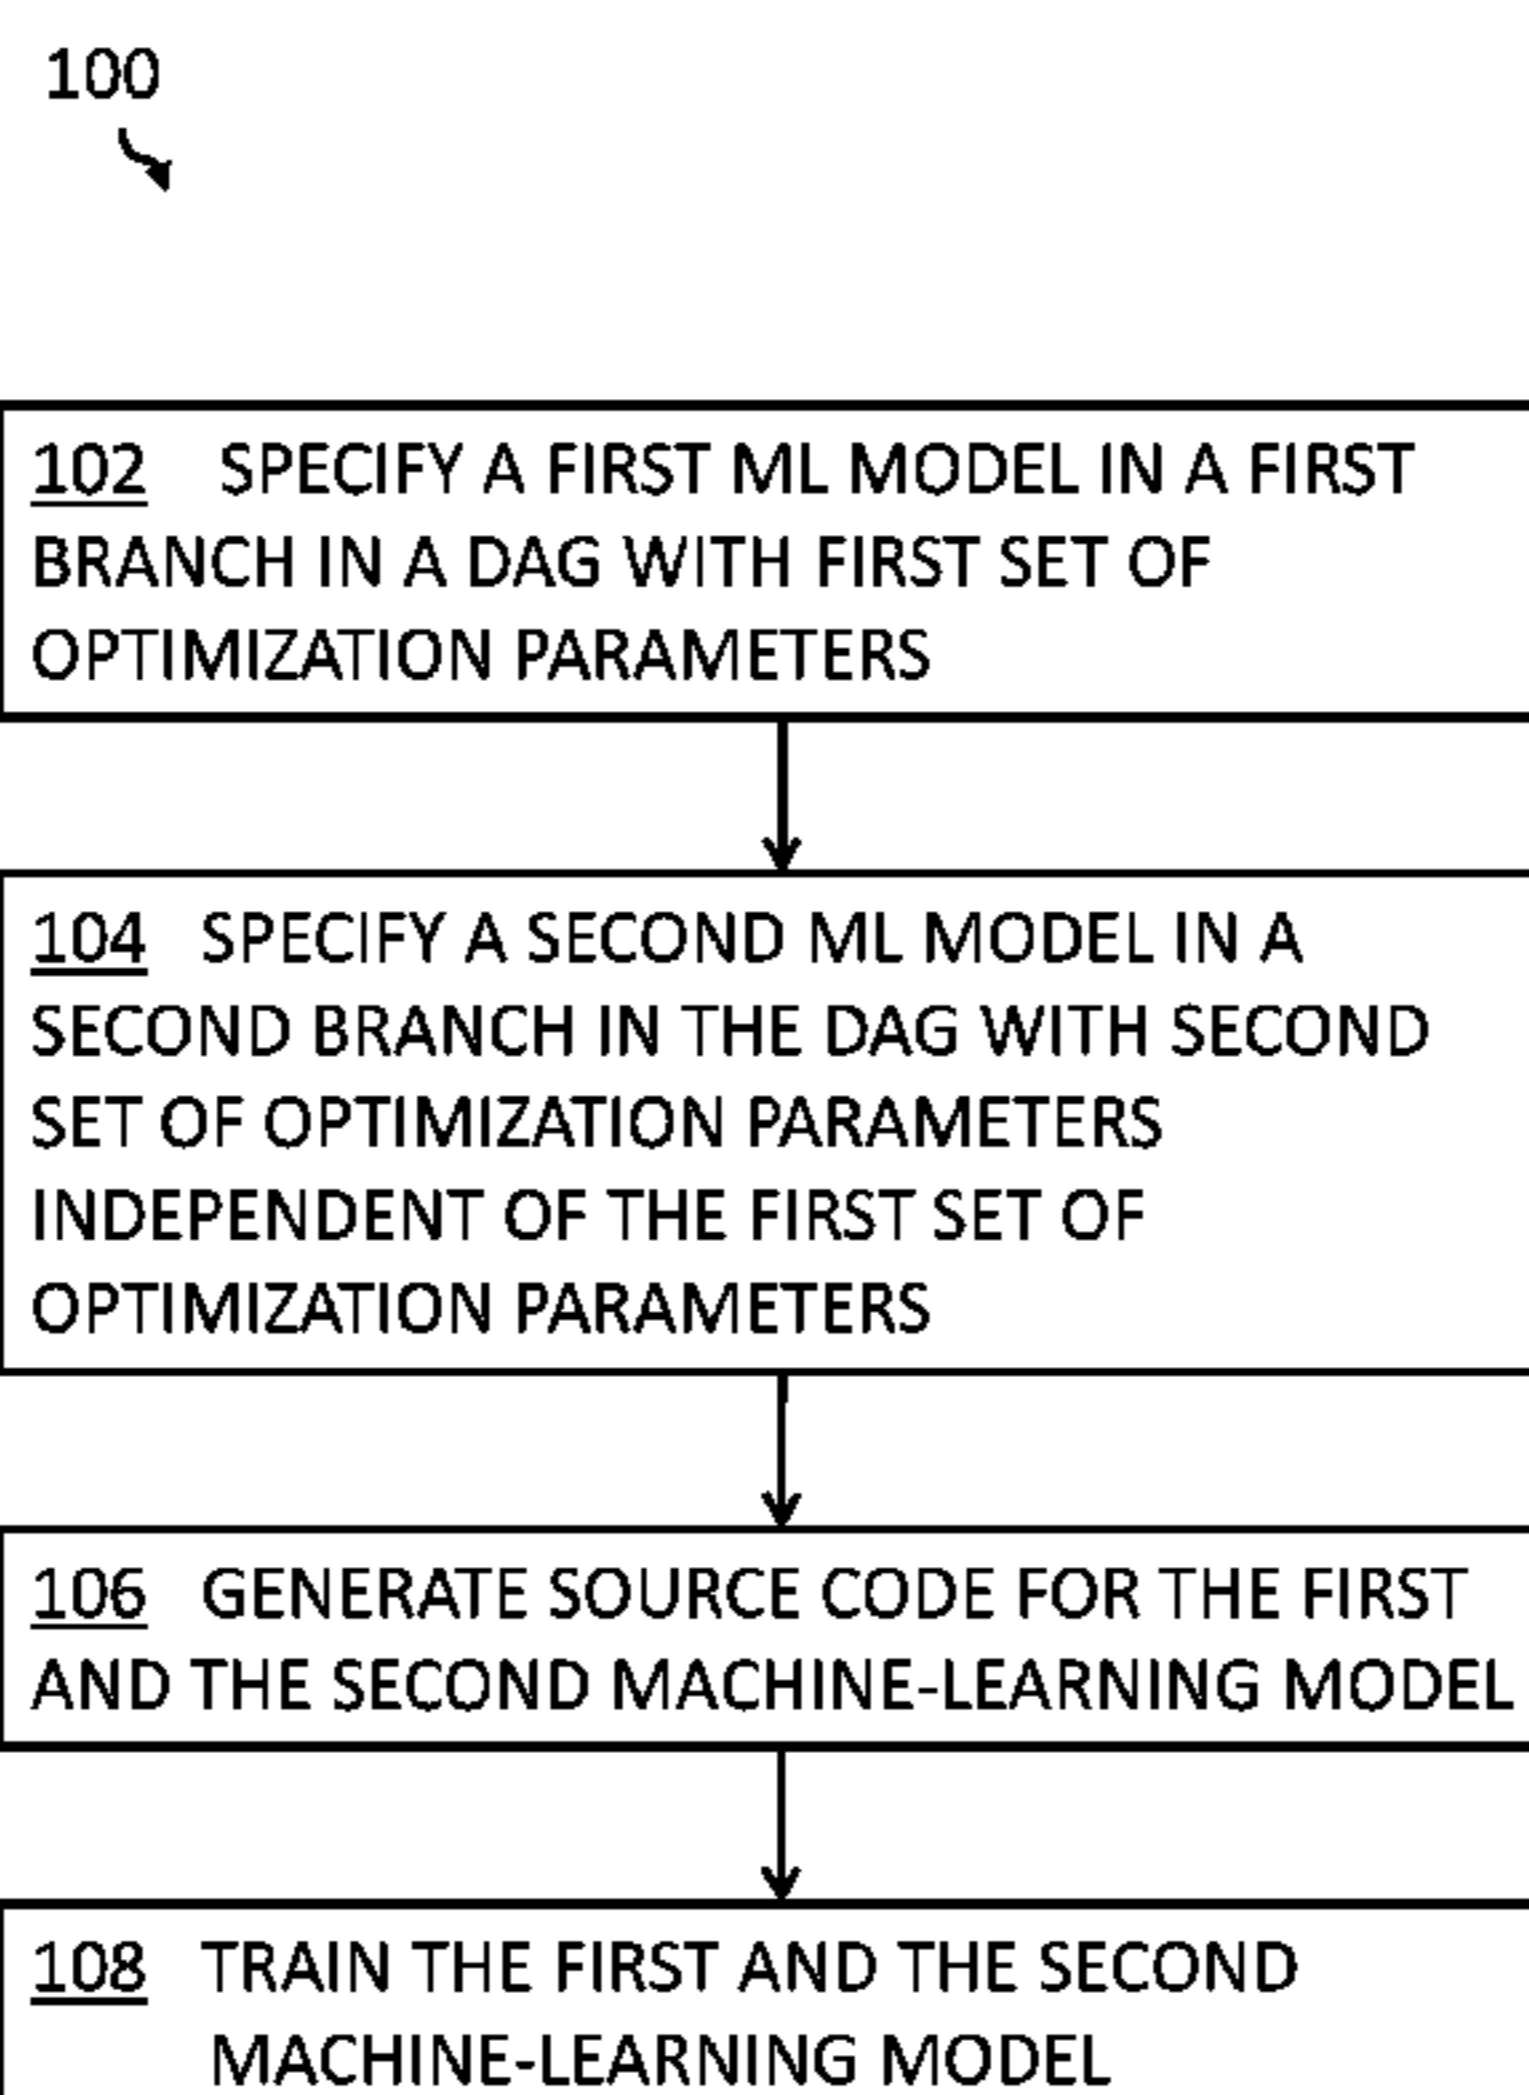 100
102 SPECIFY A FIRST ML MODEL IN A FIRST
BRANCH IN A DAG WITH FIRST SET OF
OPTIMIZATION PARAMETERS
104 SPECIFY A SECOND ML MODEL IN A
SECOND BRANCH IN THE DAG WITH SECOND
SET OF OPTIMIZATION PARAMETERS
INDEPENDENT OF THE FIRST SET OF
OPTIMIZATION PARAMETERS
106 GENERATE SOURCE CODE FOR THE FIRST
AND THE SECOND MACHINE-LEARNING MODEL
108 TRAIN THE FIRST AND THE SECOND
MACHINE-LEARNING MODEL